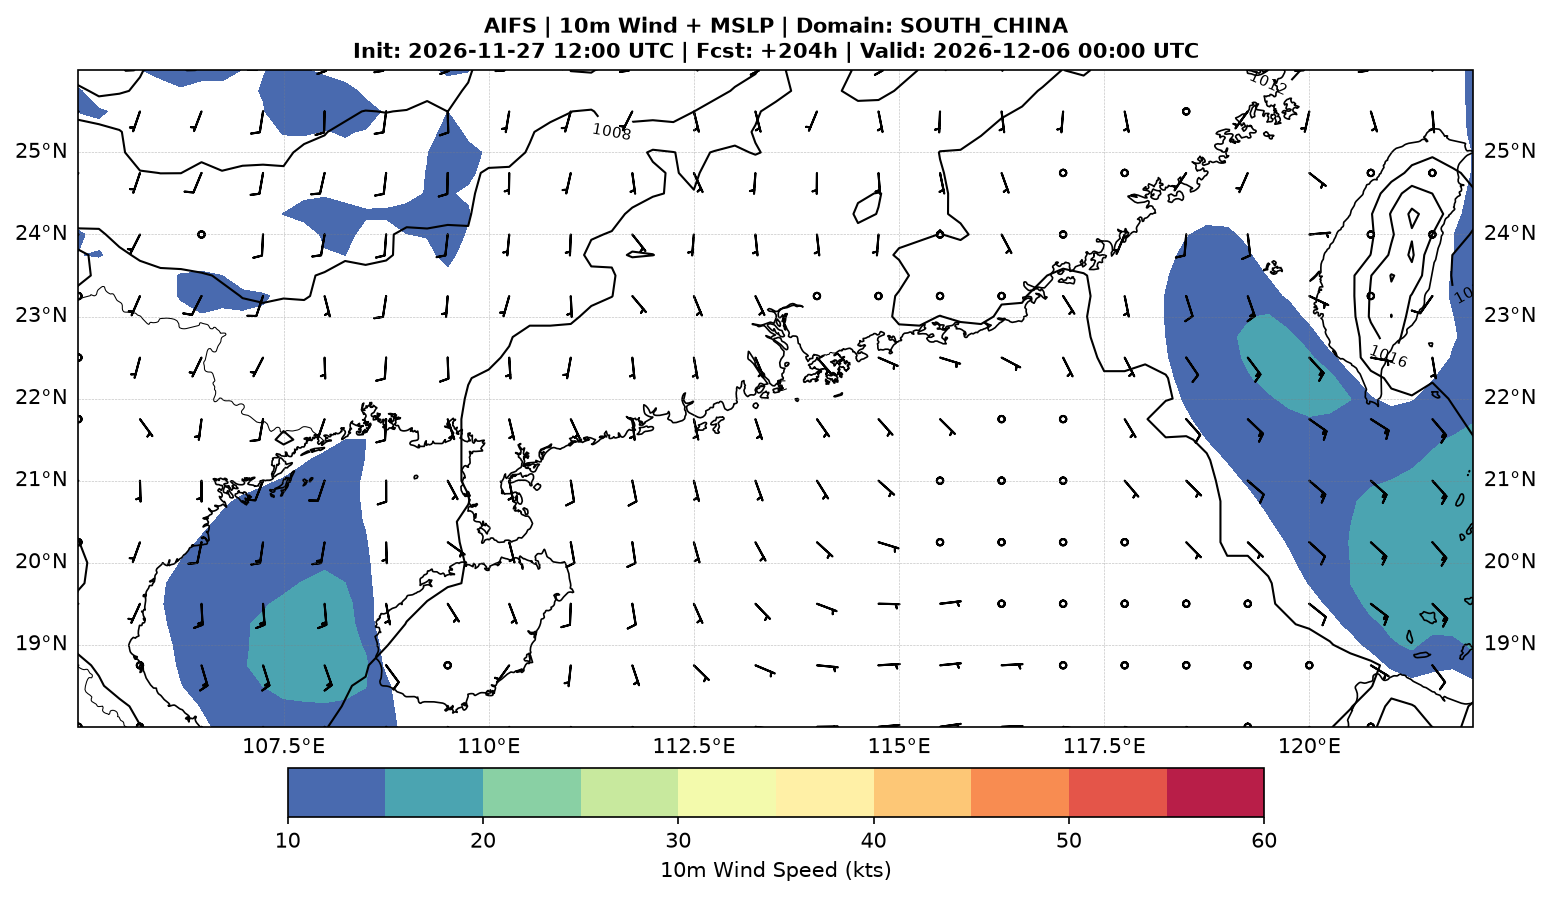 AIFS | 10m Wind + MSLP | Domain: SOUTH_CHINA
Init: 2026-11-27 12:00 UTC | Fcst: +204h | Valid: 2026-12-06 00:00 UTC
1012
1008
25°N 25°N
24°N 24°N
10
23°N 23°N
1016
22°N 22°N
21°N 21°N
20°N 20°N
19°N 19°N
107.5°E 110°E 112.5°E 115°E 117.5°E 120°E
10 20 30 40 50 60
10m Wind Speed (kts)